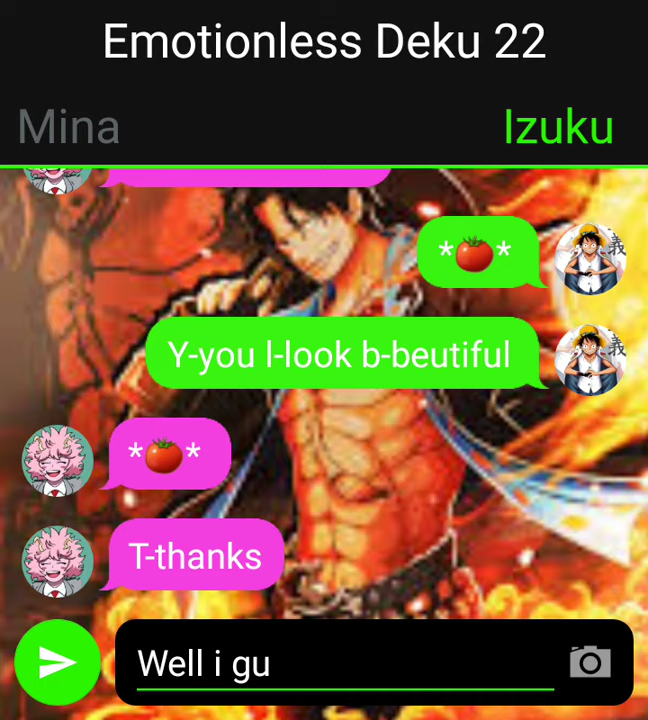 Emotionless Deku 22
Mina
Izuku
*🍅*
Y-you l-look b-beutiful
*🍅*
T-thanks
Well i gu